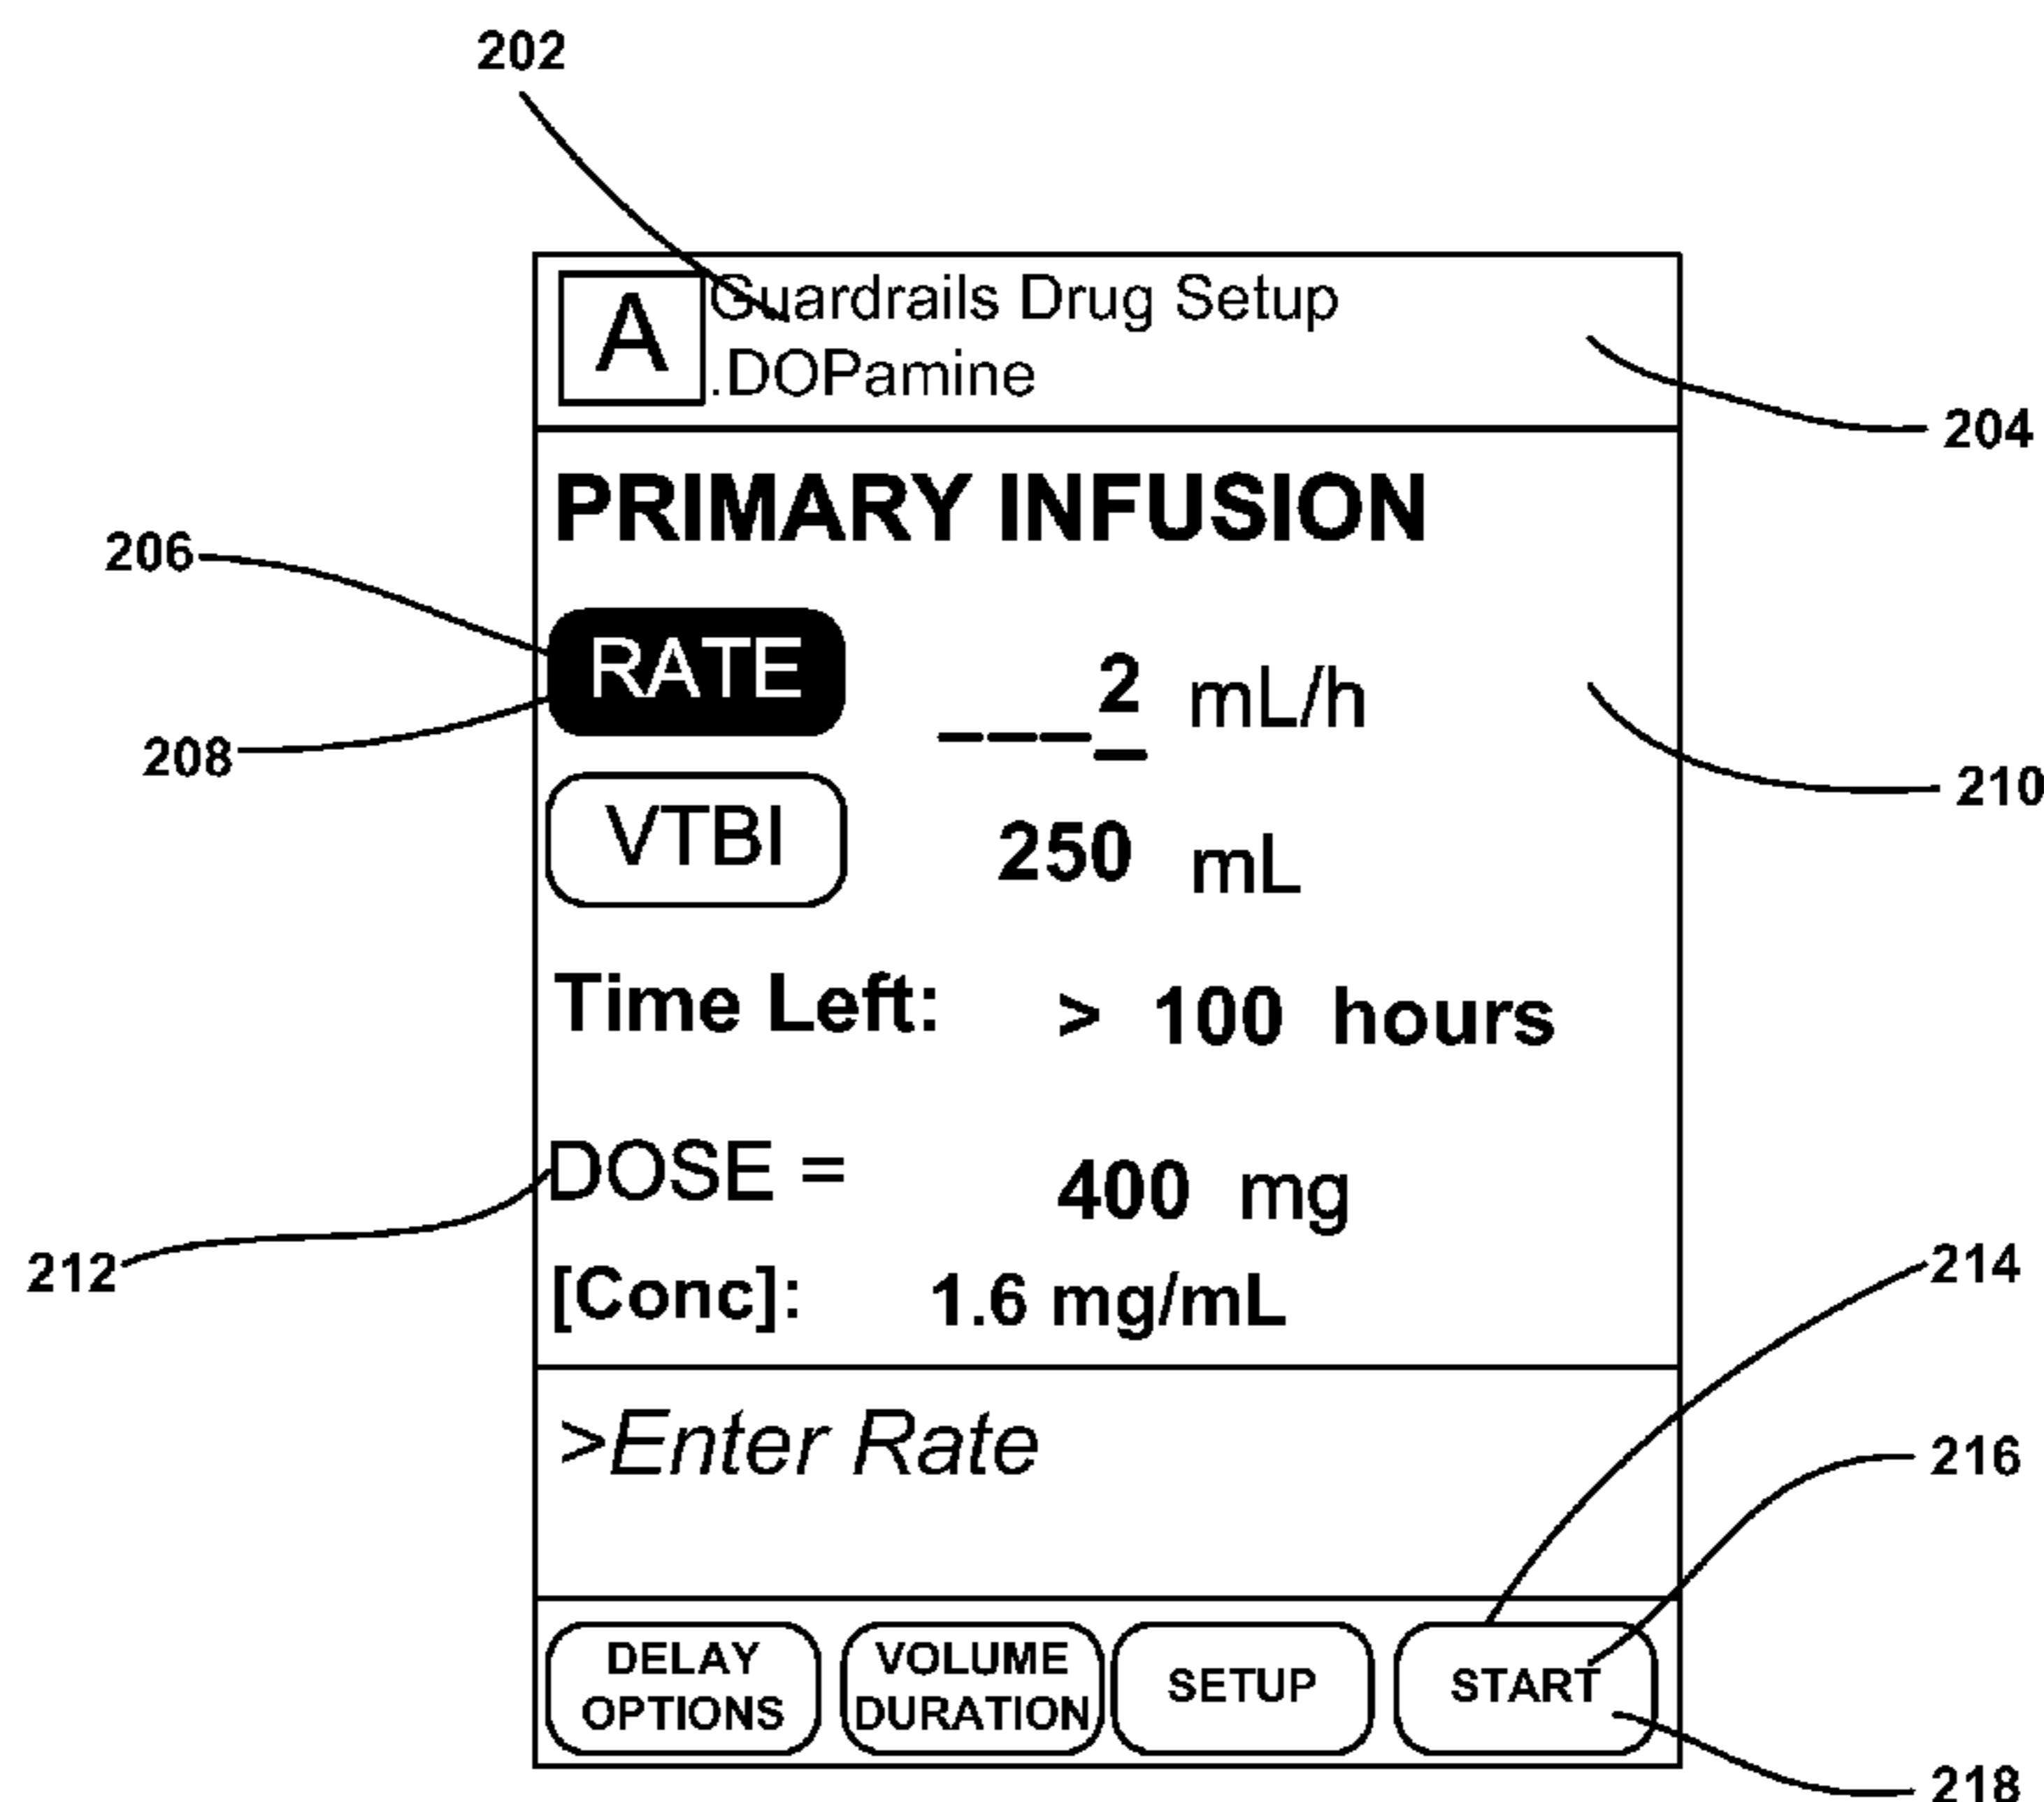 202
A
Guardrails Drug Setup
.DOPamine
204
PRIMARY INFUSION
206
RATE
___2 mL/h
208
210
VTBI 250 mL
Time Left: > 100 hours
DOSE = 400 mg
212
214
[Conc]: 1.6 mg/mL
>Enter Rate
216
DELAY OPTIONS
VOLUME DURATION
SETUP
START
218